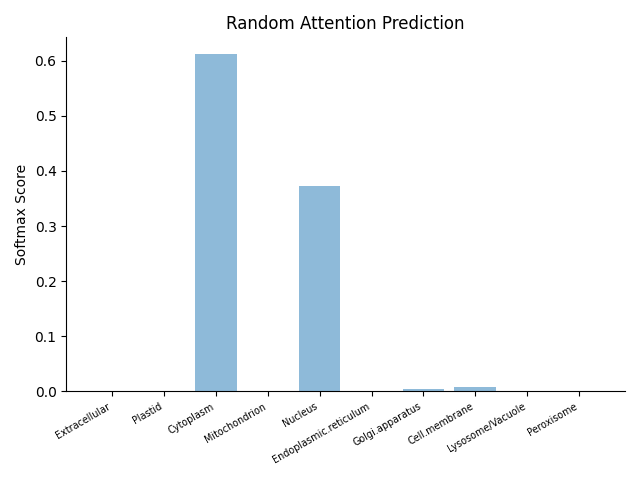 Random Attention Prediction
Softmax Score
0.6
0.5
0.4
0.3
0.2
0.1
0.0
Extracellular
Plastid
Cytoplasm
Mitochondrion
Nucleus
Endoplasmic.reticulum
Golgi.apparatus
Cell.membrane
Lysosome/Vacuole
Peroxisome